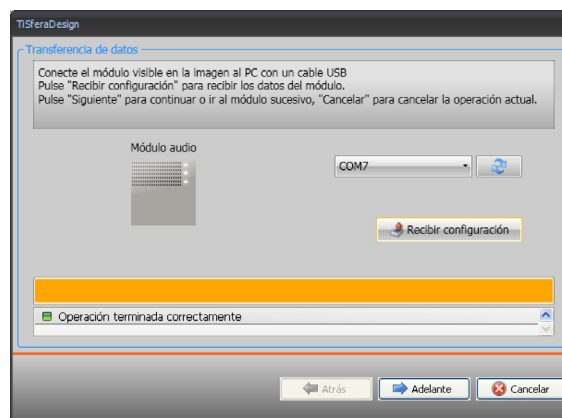 TiSferaDesign
Transferencia de datos
Conecte el módulo visible en la imagen al PC con un cable USB
Pulse "Recibir configuración" para recibir los datos del módulo.
Pulse "Siguiente" para continuar o ir al módulo sucesivo, "Cancelar" para cancelar la operación actual.
Módulo audio
COM7
Recibir configuración
Operación terminada correctamente
Atrás
Adelante
Cancelar